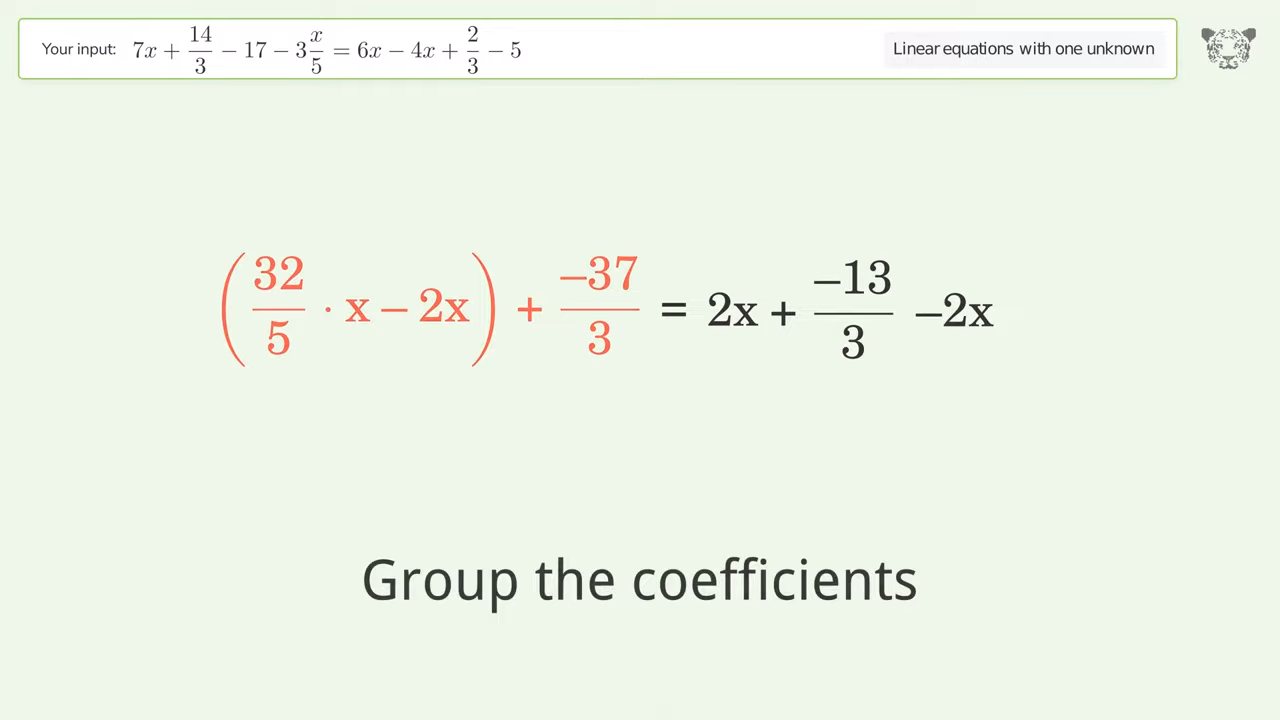 Your input: 7x + 14/3 − 17 − 3 x/5 = 6x − 4x + 2/3 − 5
Linear equations with one unknown
(32/5 · x − 2x) + −37/3 = 2x + −13/3 −2x
Group the coefficients